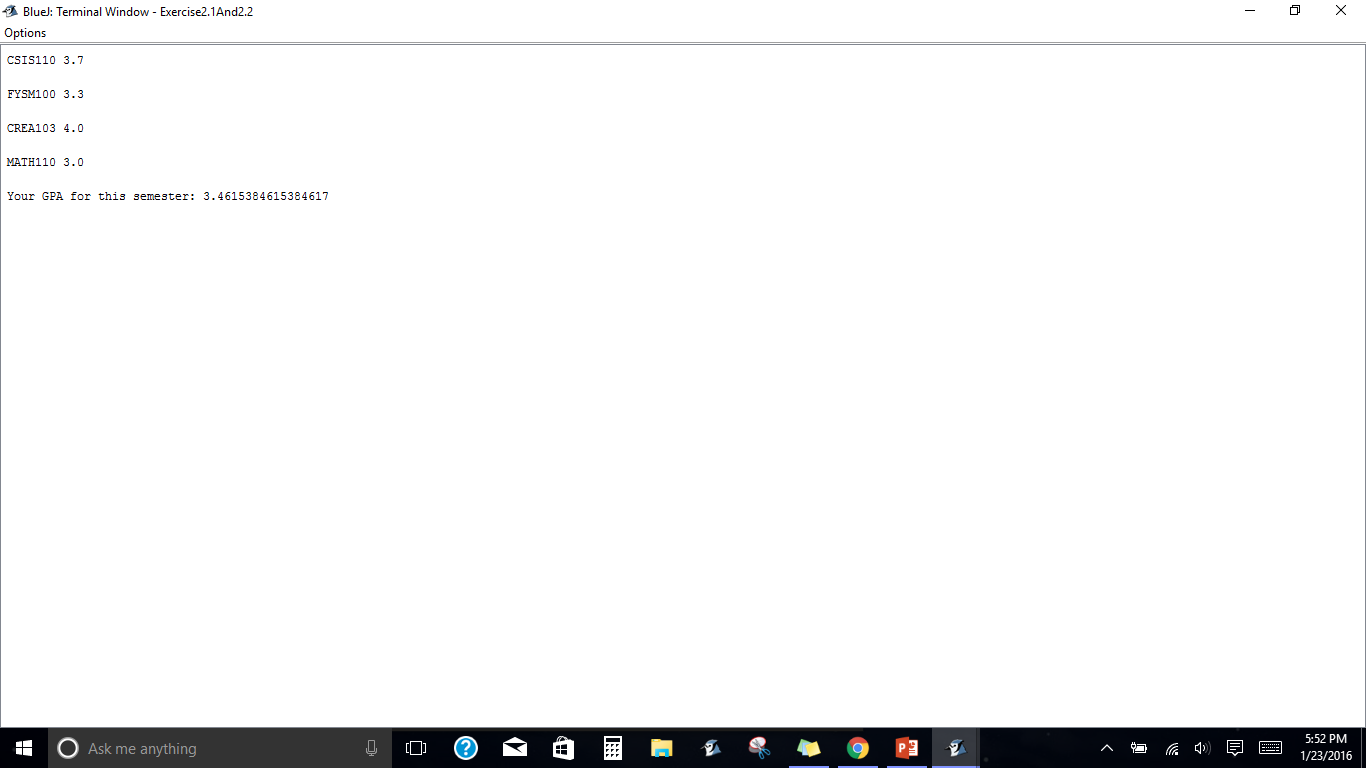 BlueJ: Terminal Window - Exercise2.1And2.2
Options
CSIS110 3.7
FYSM100 3.3
CREA103 4.0
MATH110 3.0
Your GPA for this semester: 3.4615384615384617
Ask me anything
5:52 PM
1/23/2016